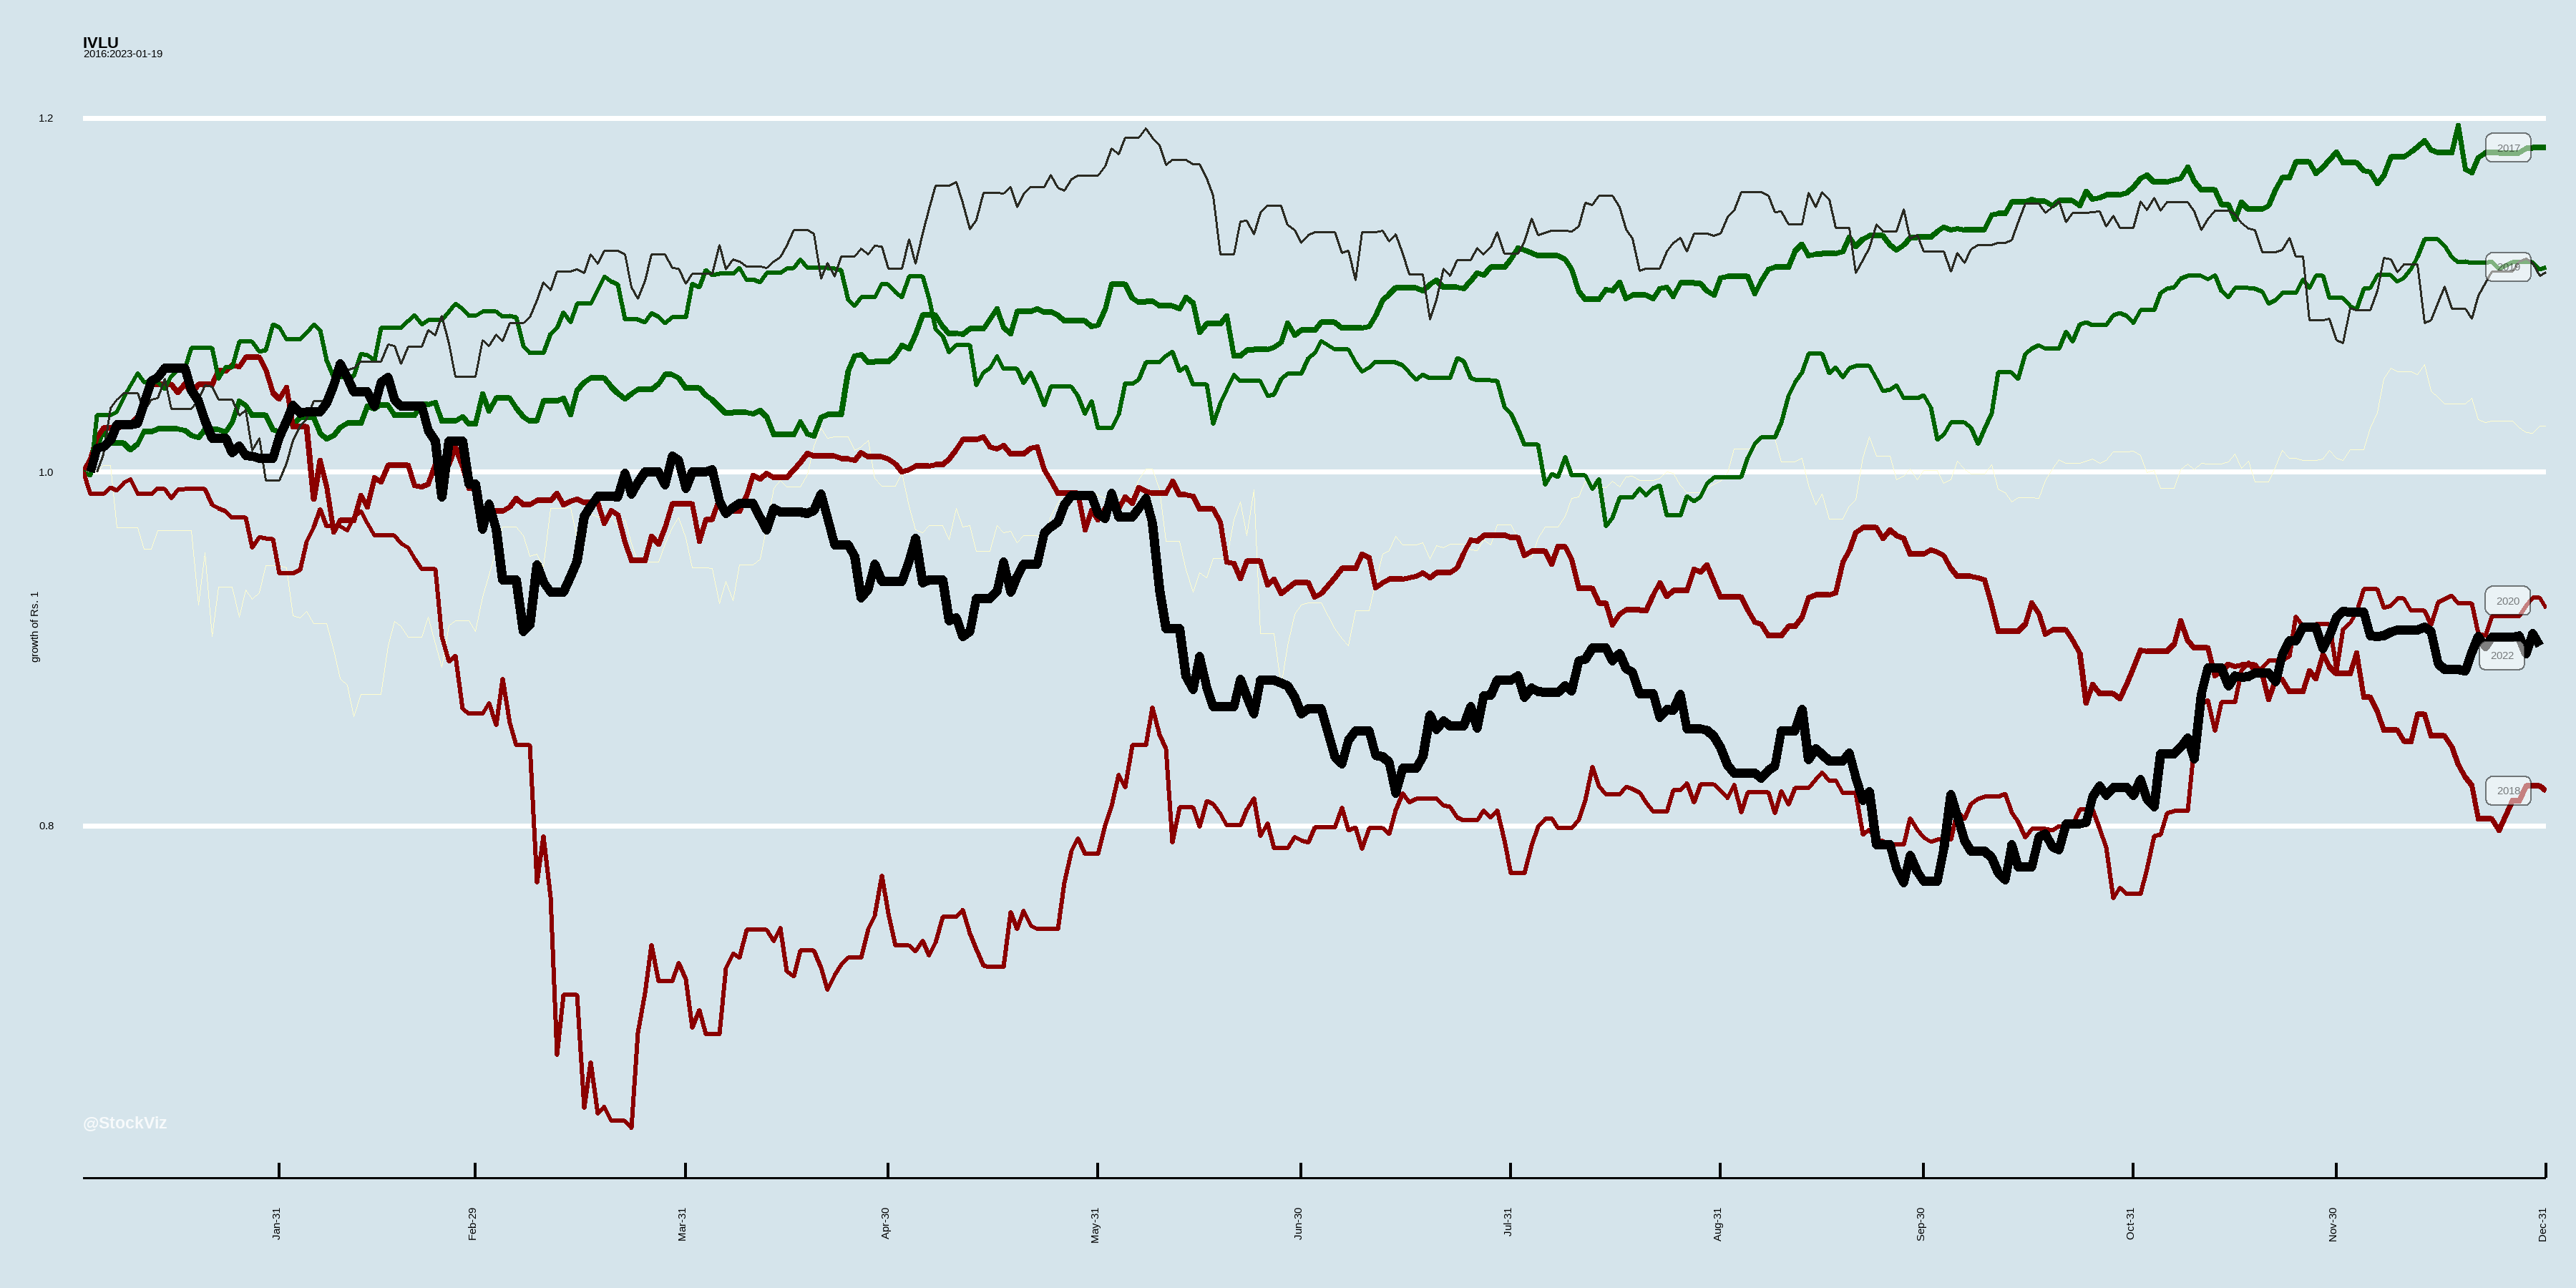 IVLU
2016:2023-01-19
1.2
1.0
0.8
growth of Rs. 1
2017
2019
2020
2022
2018
@StockViz
Jan-31
Feb-29
Mar-31
Apr-30
May-31
Jun-30
Jul-31
Aug-31
Sep-30
Oct-31
Nov-30
Dec-31